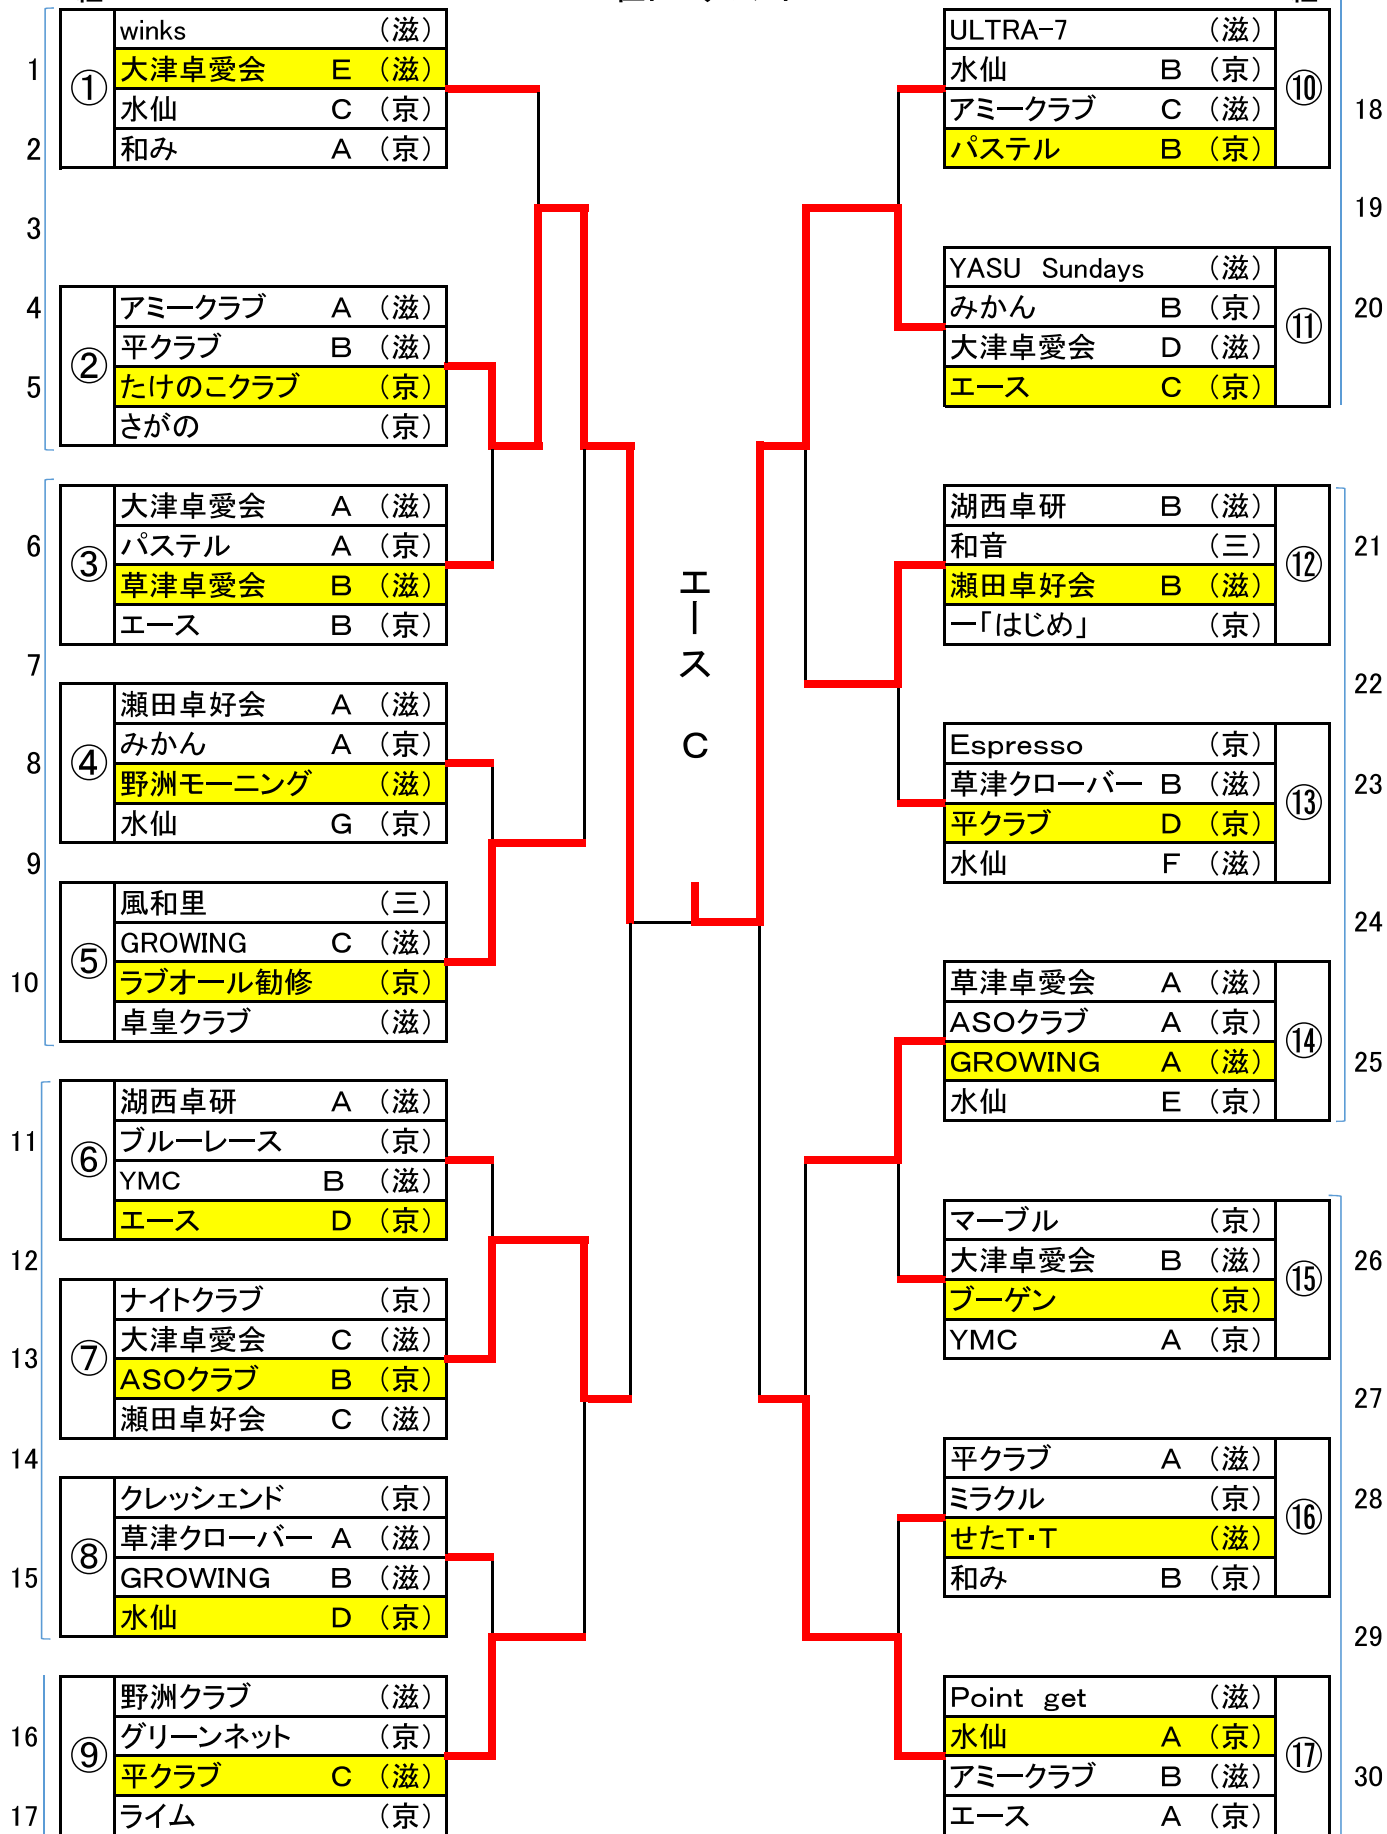 1
2
3
4
5
6
7
8
9
10
11
12
13
14
15
16
17
①
winks （滋）
大津卓愛会 E （滋）
水仙 C （京）
和み A （京）
②
アミークラブ A （滋）
平クラブ B （滋）
たけのこクラブ （京）
さがの （京）
③
大津卓愛会 A （滋）
パステル A （京）
草津卓愛会 B （滋）
エース B （京）
④
瀬田卓好会 A （滋）
みかん A （京）
野洲モーニング （滋）
水仙 G （京）
⑤
風和里 （三）
GROWING C （滋）
ラブオール勧修 （京）
卓皇クラブ （滋）
⑥
湖西卓研 A （滋）
ブルーレース （京）
YMC B （滋）
エース D （京）
⑦
ナイトクラブ （京）
大津卓愛会 C （滋）
ASOクラブ B （京）
瀬田卓好会 C （滋）
⑧
クレッシェンド （京）
草津クローバー A （滋）
GROWING B （滋）
水仙 D （京）
⑨
野洲クラブ （滋）
グリーンネット （京）
平クラブ C （滋）
ライム （京）
エース C
ULTRA-7 （滋）
水仙 B （京）
アミークラブ C （滋）
パステル B （京）
⑩
YASU Sundays （滋）
みかん B （京）
大津卓愛会 D （滋）
エース C （京）
⑪
湖西卓研 B （滋）
和音 （三）
瀬田卓好会 B （滋）
一「はじめ」 （京）
⑫
Espresso （京）
草津クローバー B （滋）
平クラブ D （京）
水仙 F （滋）
⑬
草津卓愛会 A （滋）
ASOクラブ A （京）
GROWING A （滋）
水仙 E （京）
⑭
マーブル （京）
大津卓愛会 B （滋）
ブーゲン （京）
YMC A （京）
⑮
平クラブ A （滋）
ミラクル （京）
せたT・T （滋）
和み B （京）
⑯
Point get （滋）
水仙 A （京）
アミークラブ B （滋）
エース A （京）
⑰
18
19
20
21
22
23
24
25
26
27
28
29
30